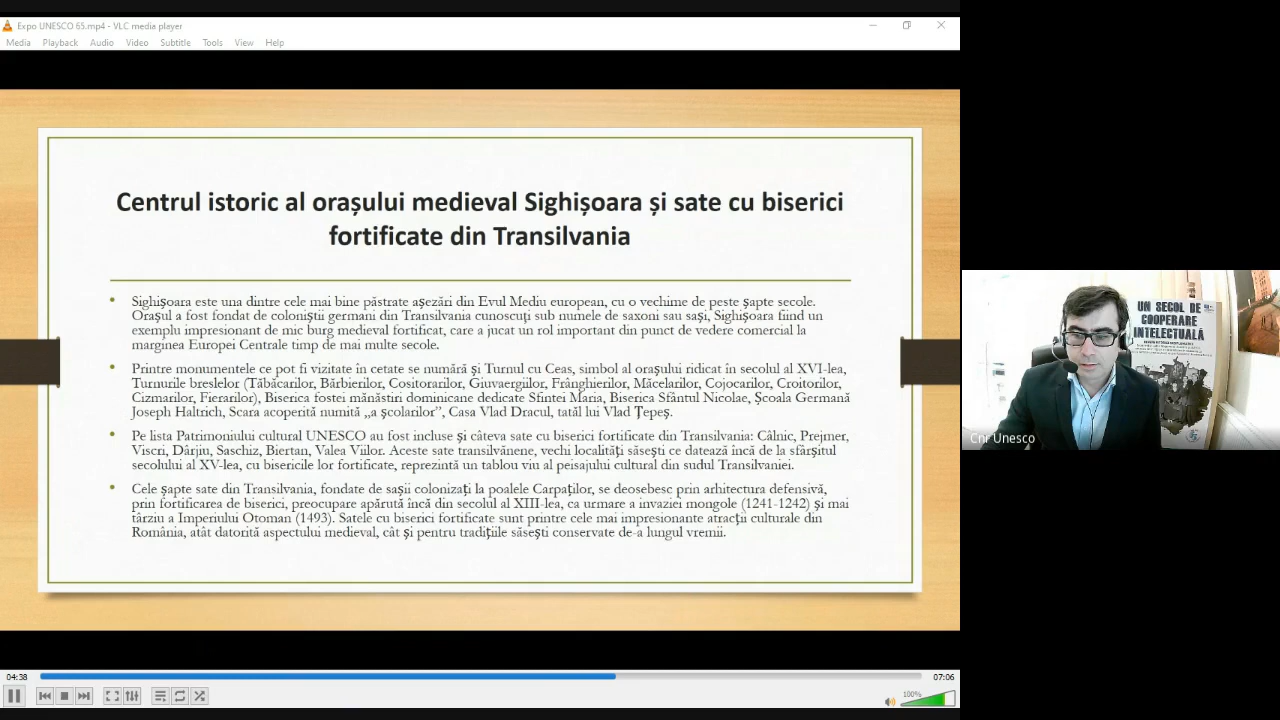 Expo UNESCO 65.mp4 - VLC media player
Media Playback Audio Video Subtitle Tools View Help
Centrul istoric al orașului medieval Sighișoara și sate cu biserici
fortificate din Transilvania
Sighișoara este una dintre cele mai bine păstrate așezări din Evul Mediu european, cu o vechime de peste șapte secole.
Orașul a fost fondat de coloniștii germani din Transilvania cunoscuți sub numele de saxoni sau sași, Sighișoara fiind un
exemplu impresionant de mic burg medieval fortificat, care a jucat un rol important din punct de vedere comercial la
marginea Europei Centrale timp de mai multe secole.
Printre monumentele ce pot fi vizitate în cetate se numără și Turnul cu Ceas, simbol al orașului ridicat în secolul al XVI-lea,
Turnurile breslelor (Tăbăcarilor, Bărbierilor, Cositorarilor, Giuvaergiilor, Frânghierilor, Măcelarilor, Cojocarilor, Croitorilor,
Cizmarilor, Fierarilor), Biserica fostei mănăstiri dominicane dedicate Sfintei Maria, Biserica Sfântul Nicolae, Școala Germană
Joseph Haltrich, Scara acoperită numită „a școlarilor”, Casa Vlad Dracul, tatăl lui Vlad Țepeș.
Pe lista Patrimoniului cultural UNESCO au fost incluse și câteva sate cu biserici fortificate din Transilvania: Câlnic, Prejmer,
Viscri, Dârjiu, Saschiz, Biertan, Valea Viilor. Aceste sate transilvănene, vechi localități săsești ce datează încă de la sfârșitul
secolului al XV-lea, cu bisericile lor fortificate, reprezintă un tablou viu al peisajului cultural din sudul Transilvaniei.
Cele șapte sate din Transilvania, fondate de sașii colonizați la poalele Carpaților, se deosebesc prin arhitectura defensivă,
prin fortificarea de biserici, preocupare apărută încă din secolul al XIII-lea, ca urmare a invaziei mongole (1241-1242) și mai
târziu a Imperiului Otoman (1493). Satele cu biserici fortificate sunt printre cele mai impresionante atracții culturale din
România, atât datorită aspectului medieval, cât și pentru tradițiile săsești conservate de-a lungul vremii.
UN SECOL DE
COOPERARE
INTELECTUALĂ
Cnr Unesco
04:38
07:06
100%